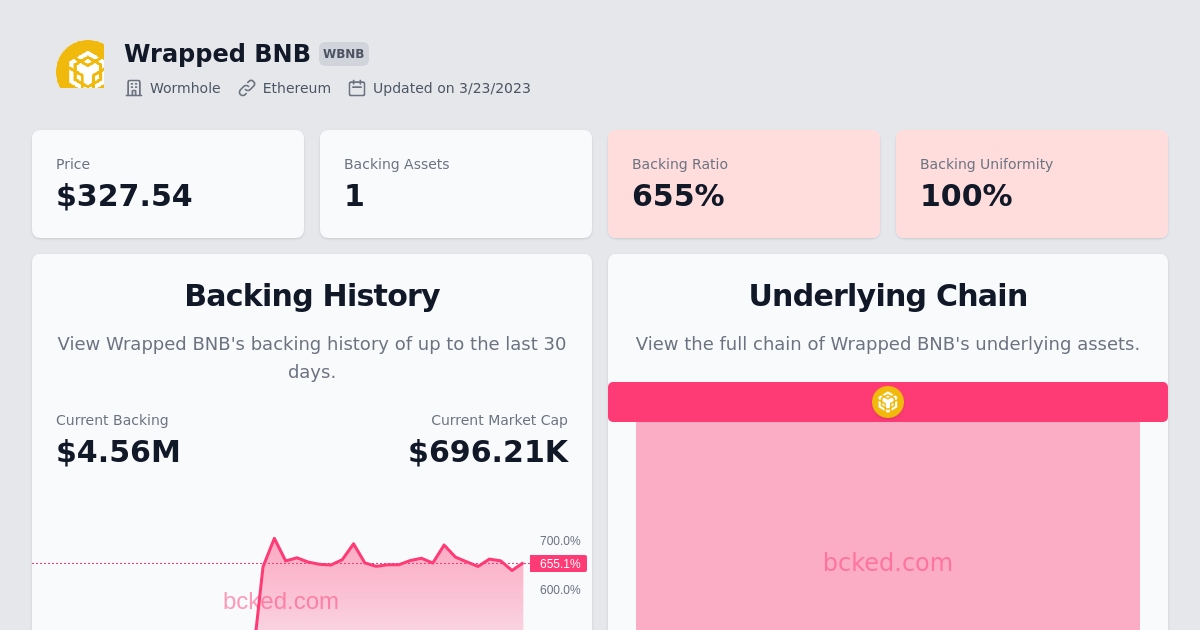 Wrapped BNB WBNB
Wormhole Ethereum Updated on 3/23/2023
Price
$327.54
Backing Assets
1
Backing Ratio
655%
Backing Uniformity
100%
Backing History
View Wrapped BNB's backing history of up to the last 30
days.
Current Backing
$4.56M
Current Market Cap
$696.21K
700.0%
655.1%
600.0%
bcked.com
Underlying Chain
View the full chain of Wrapped BNB's underlying assets.
bcked.com